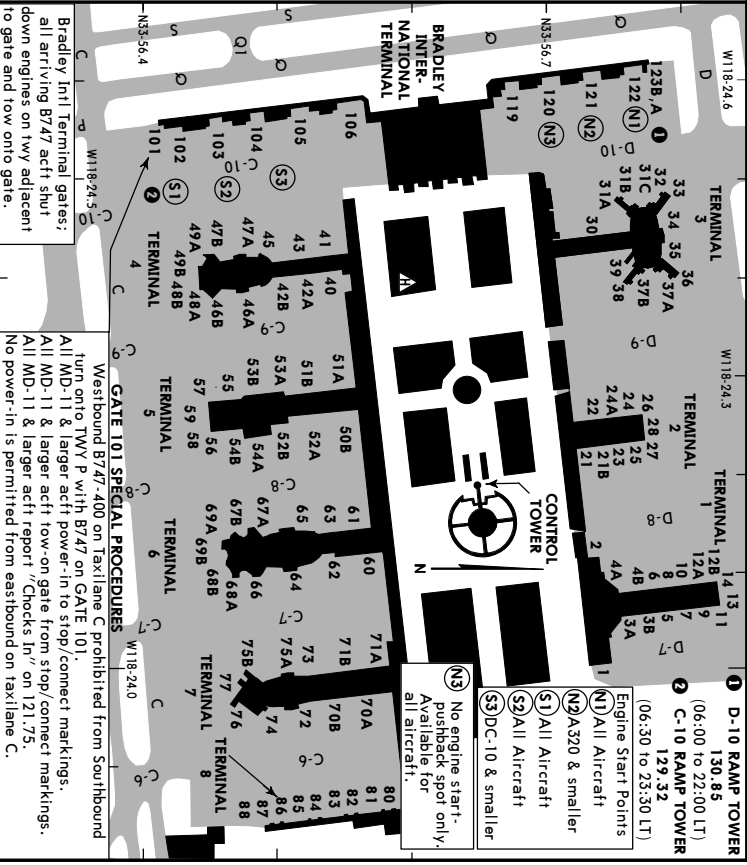 Bradley Intl Terminal gates;
all arriving B747 acft shut
down engines on twy adjacent
to gate and tow onto gate.
GATE 101 SPECIAL PROCEDURES
Westbound B747-400 on Taxilane C prohibited from Southbound
turn onto TWY P with B747 on GATE 101.
All MD-11 & larger acft power-in to stop/connect markings.
All MD-11 & larger acft tow-on gate from stop/connect markings.
All MD-11 & larger acft report "Chocks In" on 121.75.
No power-in is permitted from eastbound on taxilane C.
1 D-10 RAMP TOWER
130.85
(06:00 to 22:00 LT)
2 C-10 RAMP TOWER
129.32
(06:30 to 23:30 LT)
Engine Start Points
N1 All Aircraft
N2 A320 & smaller
S1 All Aircraft
S2 All Aircraft
S3 DC-10 & smaller
N3 No engine start-
pushback spot only.
Available for
all aircraft.
N33-56.4
N33-56.7
W118-24.6
W118-24.5
W118-24.3
W118-24.0
S
S
Q1
Q
Q
Q
Q
C
P
D
BRADLEY
INTER-
NATIONAL
TERMINAL
123B,A
1
122
N1
121
N2
120
N3
119
D-10
106
105
104
103
102
101
S3
S2
S1
2
C-10
C-10
TERMINAL
3
30
31A
31B
31C
32
33
34
35
36
37A
37B
38
39
D-9
TERMINAL
2
21
21B
22
23
24
24A
25
26
27
28
D-8
TERMINAL
1
1
2
3A
3B
4A
4B
5
6
7
8
9
10
11
12A
12B
13
14
D-7
CONTROL
TOWER
N
H
TERMINAL
4
40
41
42A
42B
43
45
46A
46B
47A
47B
48A
48B
49A
49B
C
C-9
C-9
TERMINAL
5
50B
51A
51B
52A
52B
53A
53B
54A
54B
55
56
57
58
59
C-8
C-8
TERMINAL
6
60
61
62
63
64
65
66
67A
67B
68A
68B
69A
69B
C-7
C-7
TERMINAL
7
70A
70B
71A
71B
72
73
74
75A
75B
76
77
C
C-6
C-6
TERMINAL
8
80
81
82
83
84
85
86
87
88